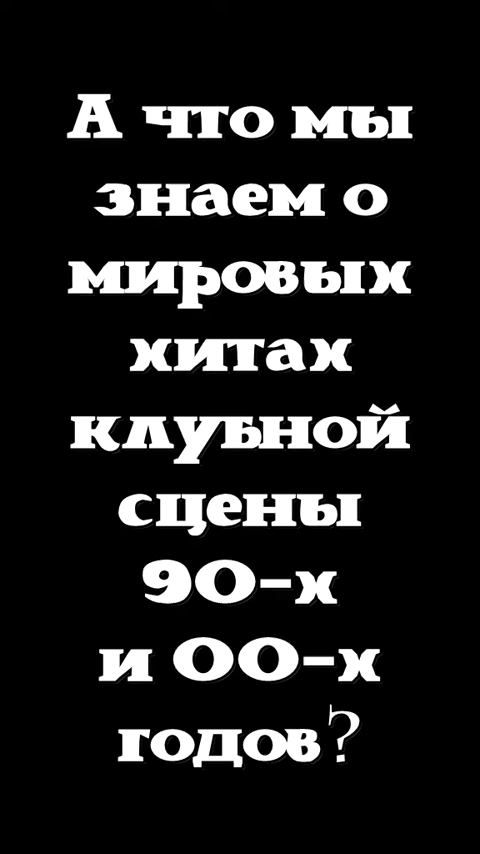 А что мы
знаем о
мировых
хитах
клубной
сцены
90-х
и 00-х
годов?